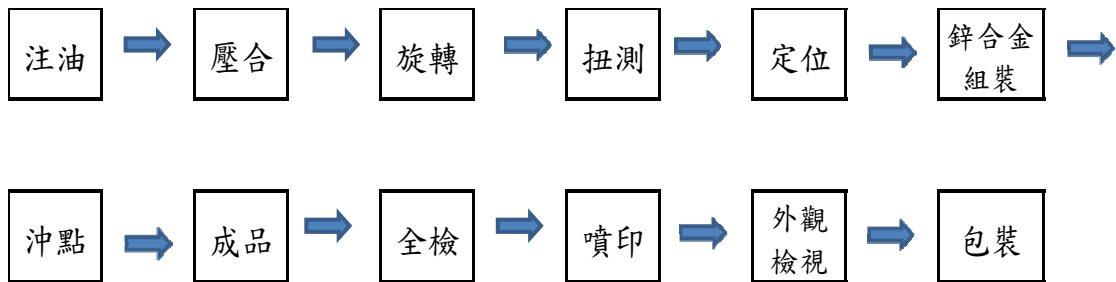 注油
壓合
旋轉
扭測
定位
鋅合金
組裝
沖點
成品
全檢
噴印
外觀
檢視
包裝